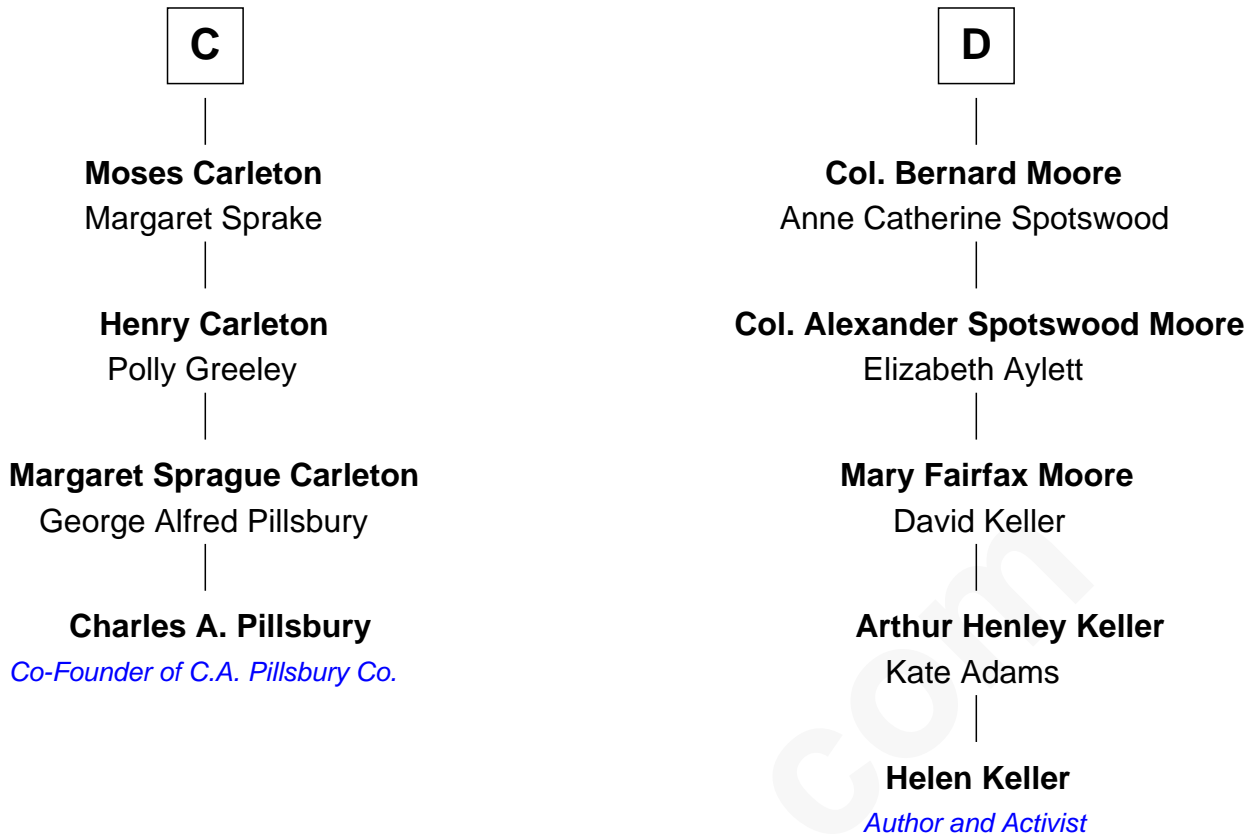 C
Moses Carleton
Margaret Sprake
Henry Carleton
Polly Greeley
Margaret Sprague Carleton
George Alfred Pillsbury
Charles A. Pillsbury
Co-Founder of C.A. Pillsbury Co.
D
Col. Bernard Moore
Anne Catherine Spotswood
Col. Alexander Spotswood Moore
Elizabeth Aylett
Mary Fairfax Moore
David Keller
Arthur Henley Keller
Kate Adams
Helen Keller
Author and Activist
com